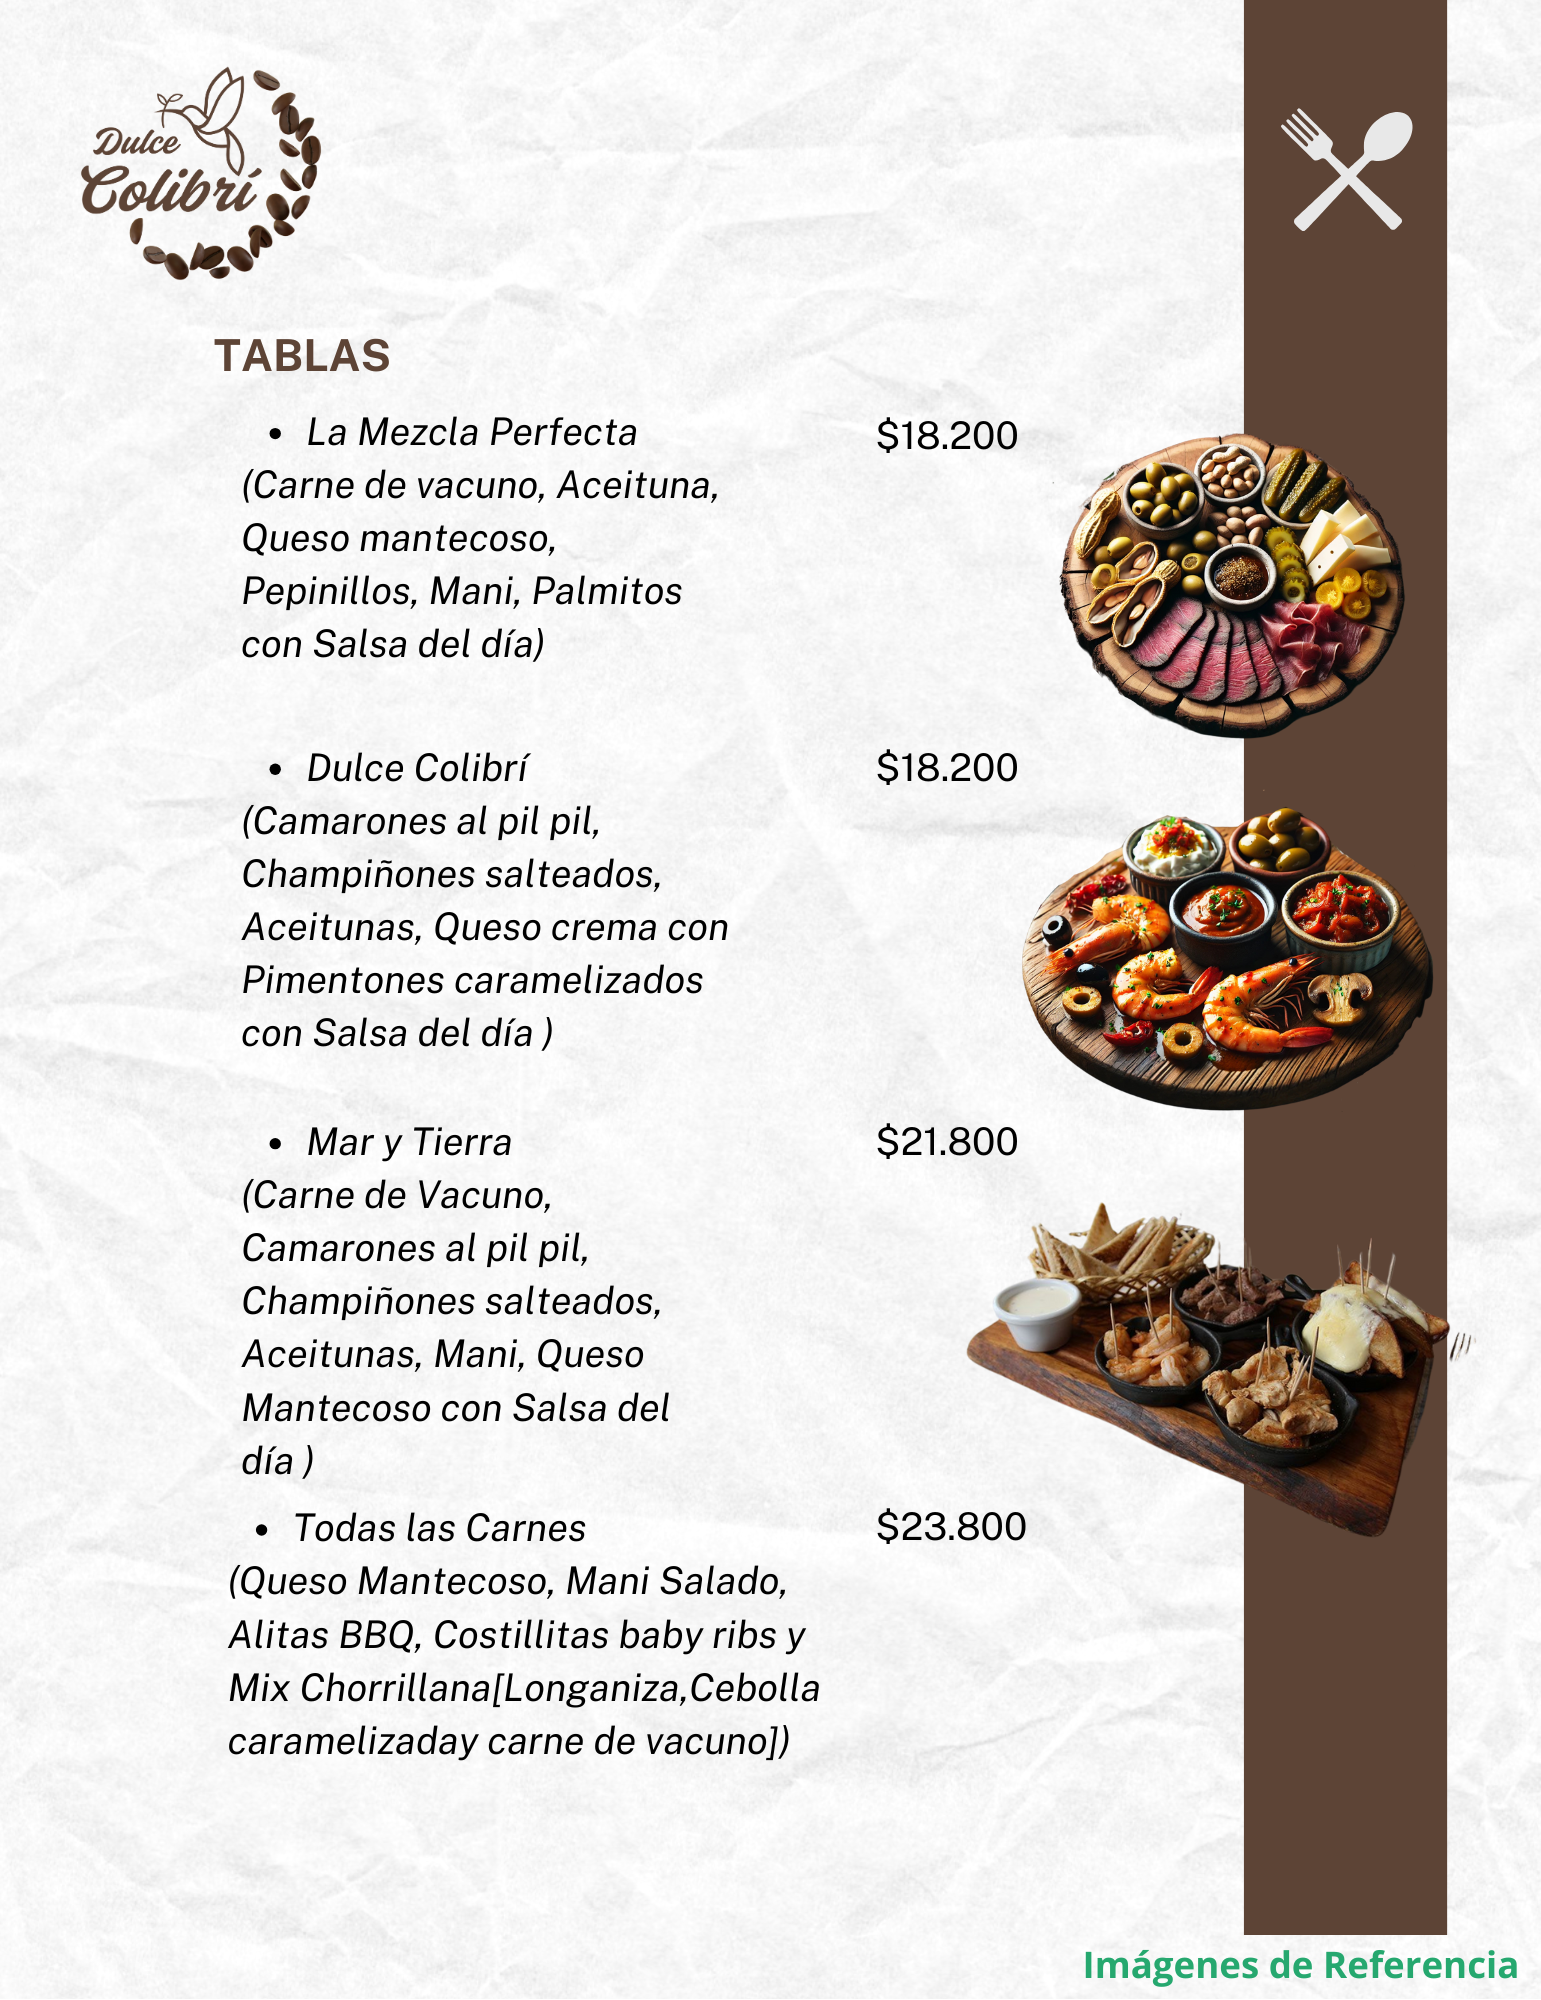 Dulce
Colibrí
TABLAS
• La Mezcla Perfecta $18.200
(Carne de vacuno, Aceituna,
Queso mantecoso,
Pepinillos, Mani, Palmitos
con Salsa del día)
• Dulce Colibrí $18.200
(Camarones al pil pil,
Champiñones salteados,
Aceitunas, Queso crema con
Pimentones caramelizados
con Salsa del día )
• Mar y Tierra $21.800
(Carne de Vacuno,
Camarones al pil pil,
Champiñones salteados,
Aceitunas, Mani, Queso
Mantecoso con Salsa del
día )
• Todas las Carnes $23.800
(Queso Mantecoso, Mani Salado,
Alitas BBQ, Costillitas baby ribs y
Mix Chorrillana[Longaniza,Cebolla
caramelizaday carne de vacuno])
Imágenes de Referencia